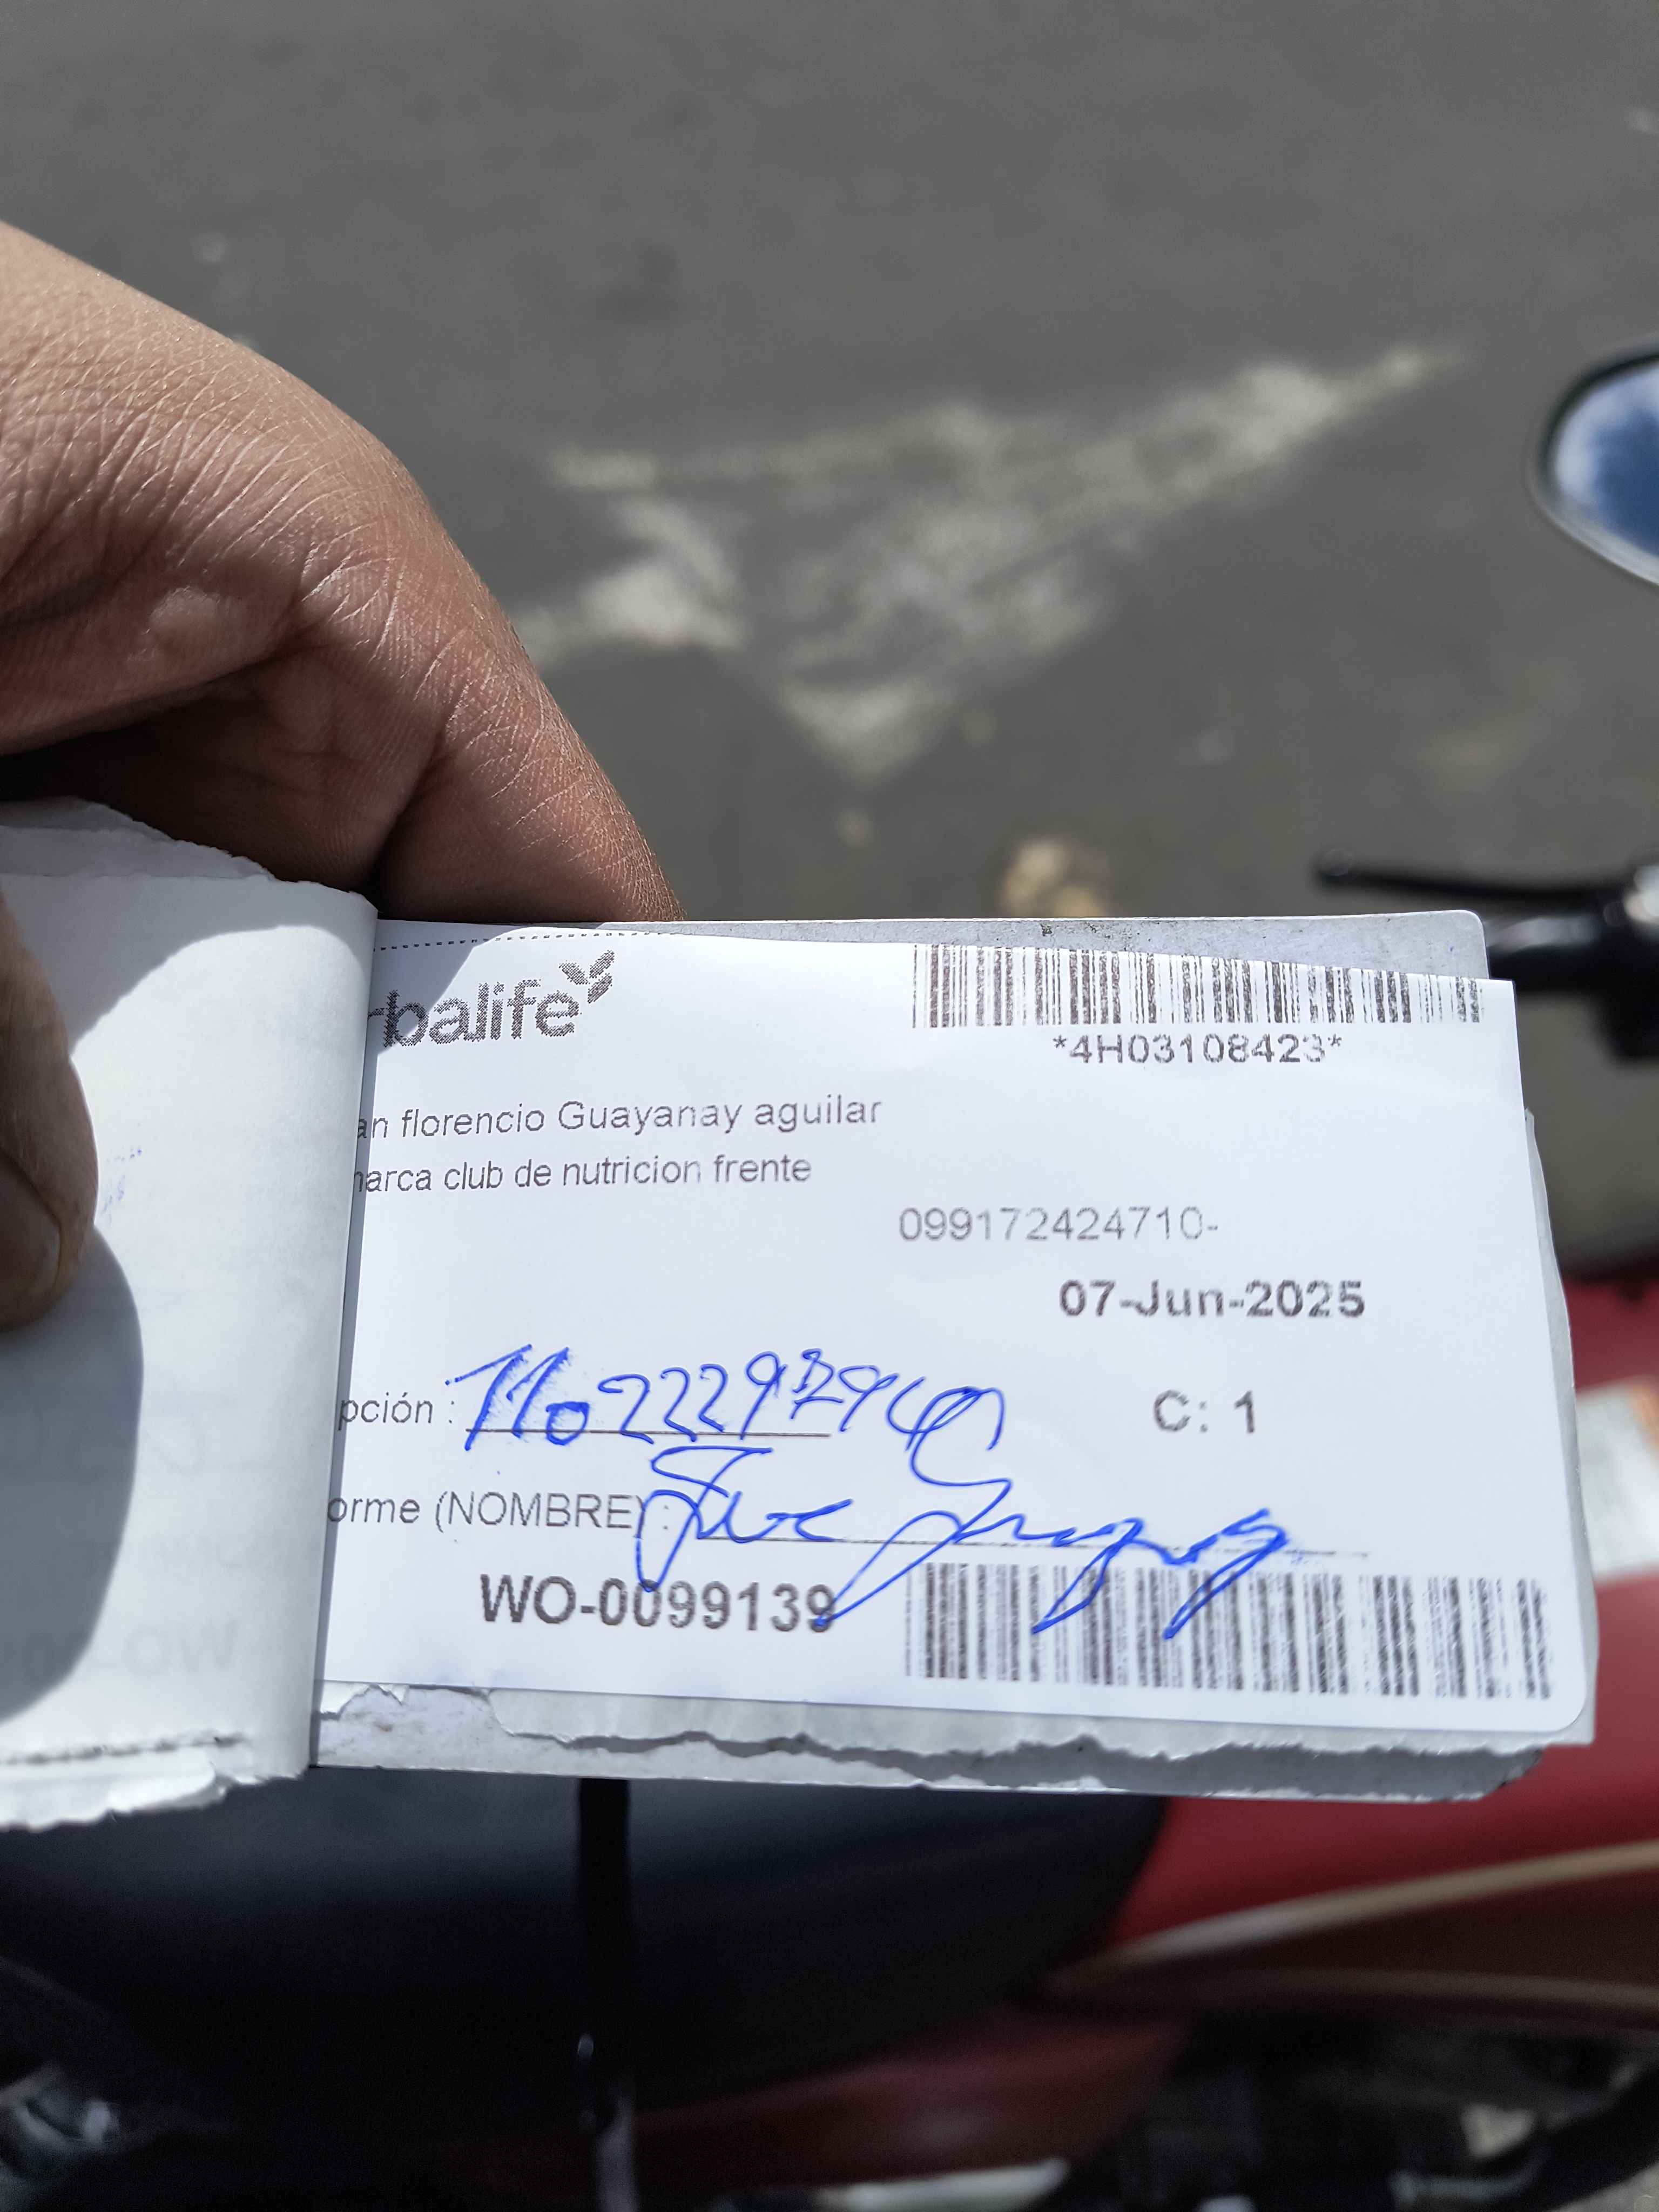 rbalife
*4H03108423*
an florencio Guayanay aguilar
marca club de nutricion frente
099172424710-
07-Jun-2025
pción :
C: 1
orme (NOMBRE) :
WO-0099139